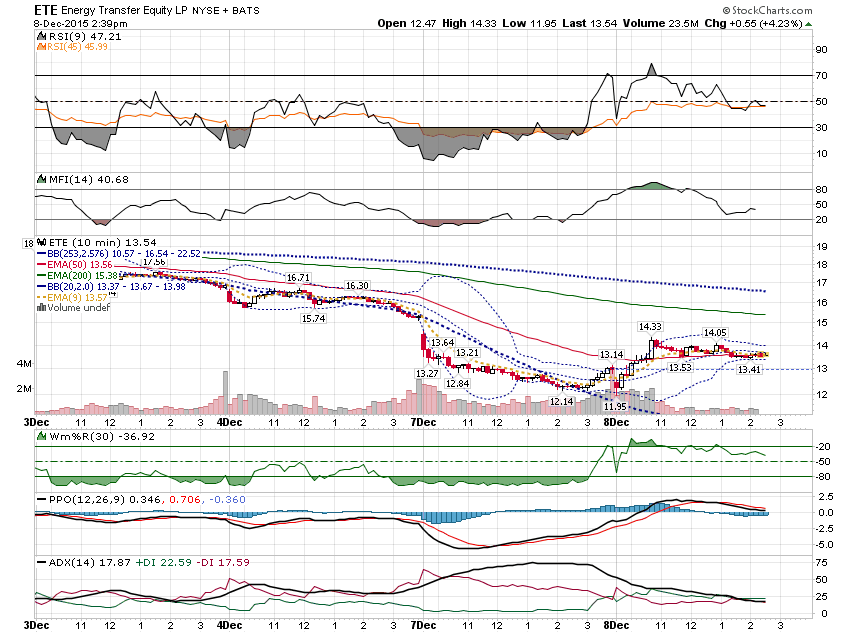 ETE Energy Transfer Equity LP NYSE + BATS
© StockCharts.com
8-Dec-2015 2:39pm
Open 12.47 High 14.33 Low 11.95 Last 13.54 Volume 23.5M Chg +0.55 (+4.23%)
RSI(9) 47.21
RSI(45) 45.99
90
70
50
30
10
MFI(14) 40.68
80
50
20
18
ETE (10 min) 13.54
BB(253,2.576) 10.57 - 16.54 - 22.52
EMA(50) 13.56
EMA(200) 15.38
BB(20,2.0) 13.37 - 13.67 - 13.98
EMA(9) 13.57
Volume undef
17.56
16.71
16.30
15.74
13.64
13.21
13.27
12.84
12.14
13.14
11.95
14.33
14.05
13.53
13.41
19
18
17
16
15
14
13
12
4M
2M
3Dec 11 12 1 2 3 4Dec 11 12 1 2 3 7Dec 11 12 1 2 3 8Dec 11 12 1 2 3
Wm%R(30) -36.92
-20
-50
-80
PPO(12,26,9) 0.346, 0.706, -0.360
2.5
0.0
-2.5
-5.0
ADX(14) 17.87 +DI 22.59 -DI 17.59
75
50
25
0
3Dec 11 12 1 2 3 4Dec 11 12 1 2 3 7Dec 11 12 1 2 3 8Dec 11 12 1 2 3